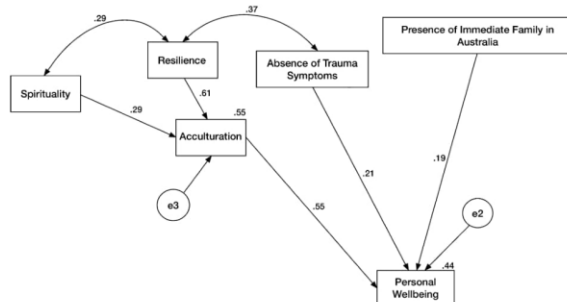 .29
.37
Presence of Immediate Family in
Australia
Resilience
Absence of Trauma
Symptoms
Spirituality
.61
.29
.55
Acculturation
.21
.19
e3
.55
e2
.44
Personal
Wellbeing